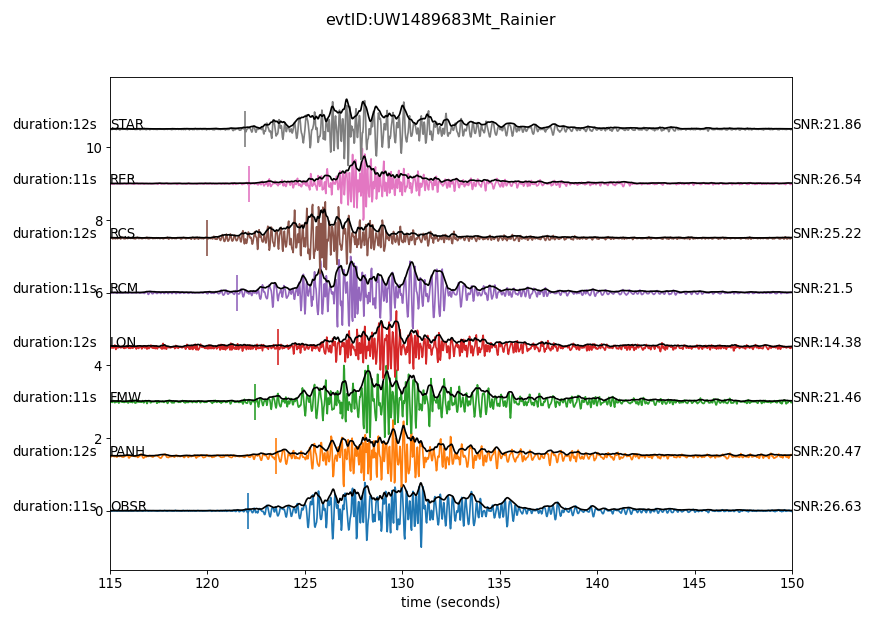 evtID:UW1489683Mt_Rainier
duration:12s STAR SNR:21.86
10
duration:11s RER SNR:26.54
8
duration:12s RCS SNR:25.22
duration:11s RCM SNR:21.5
6
duration:12s LON SNR:14.38
4
duration:11s FMW SNR:21.46
2
duration:12s PANH SNR:20.47
duration:11s OBSR SNR:26.63
0
115 120 125 130 135 140 145 150
time (seconds)